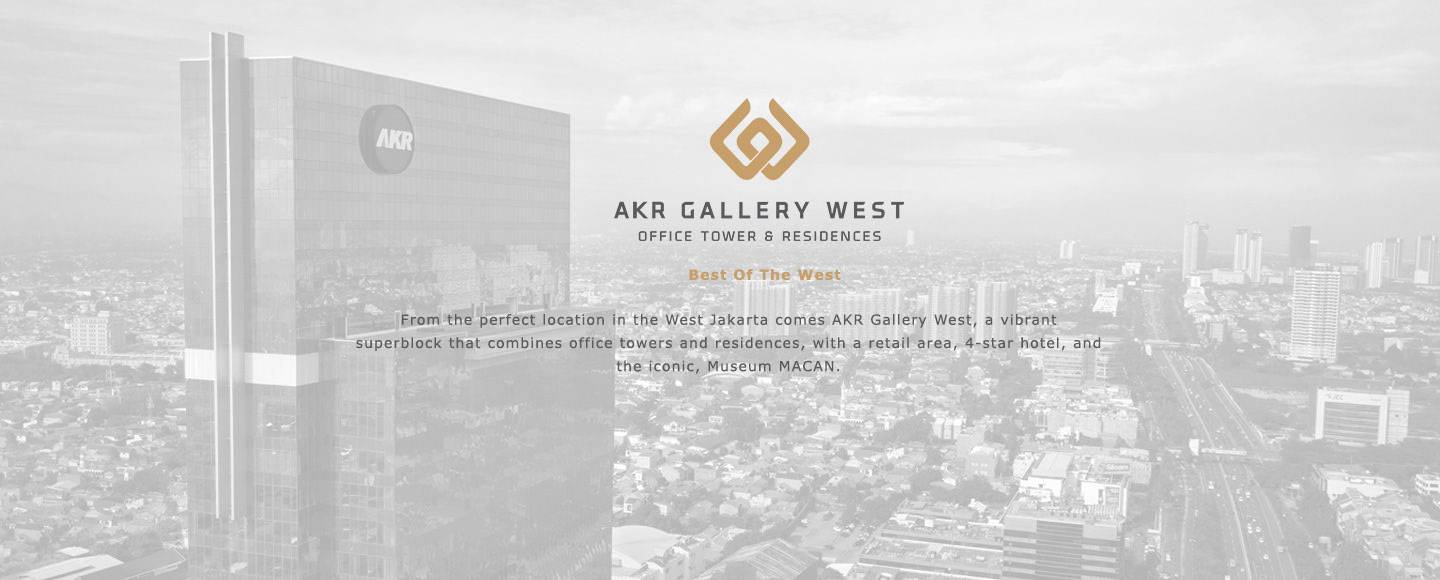 AKR
AKR GALLERY WEST
OFFICE TOWER & RESIDENCES
Best Of The West
From the perfect location in the West Jakarta comes AKR Gallery West, a vibrant
superblock that combines office towers and residences, with a retail area, 4-star hotel, and
the iconic, Museum MACAN.